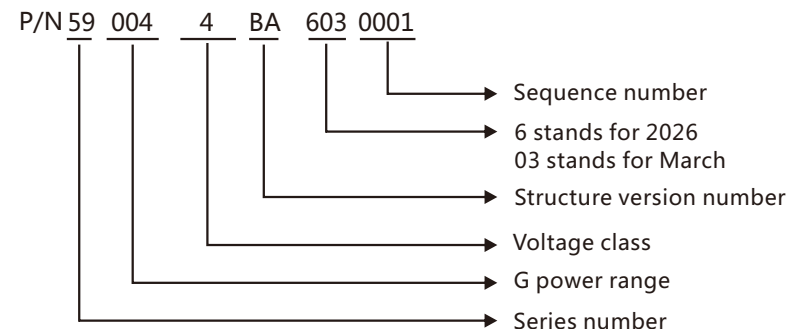 P/N 59 004 4 BA 603 0001
Sequence number
6 stands for 2026
03 stands for March
Structure version number
Voltage class
G power range
Series number